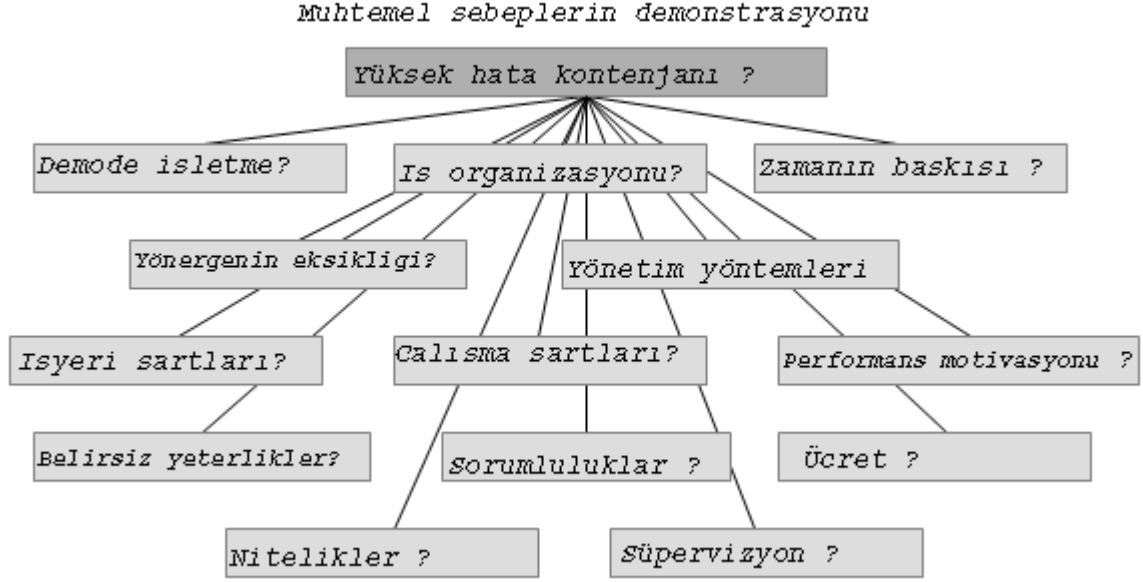 Muhtemel sebeplerin demonstrasyonu
Yüksek hata kontenjanı ?
Demode isletme?
Is organizasyonu?
Zamanın baskısı ?
Yönergenin eksikligi?
Yönetim yöntemleri
Isyeri sartları?
Calısma sartları?
Performans motivasyonu ?
Belirsiz yeterlikler?
Sorumluluklar ?
Ücret ?
Nitelikler ?
Süpervizyon ?